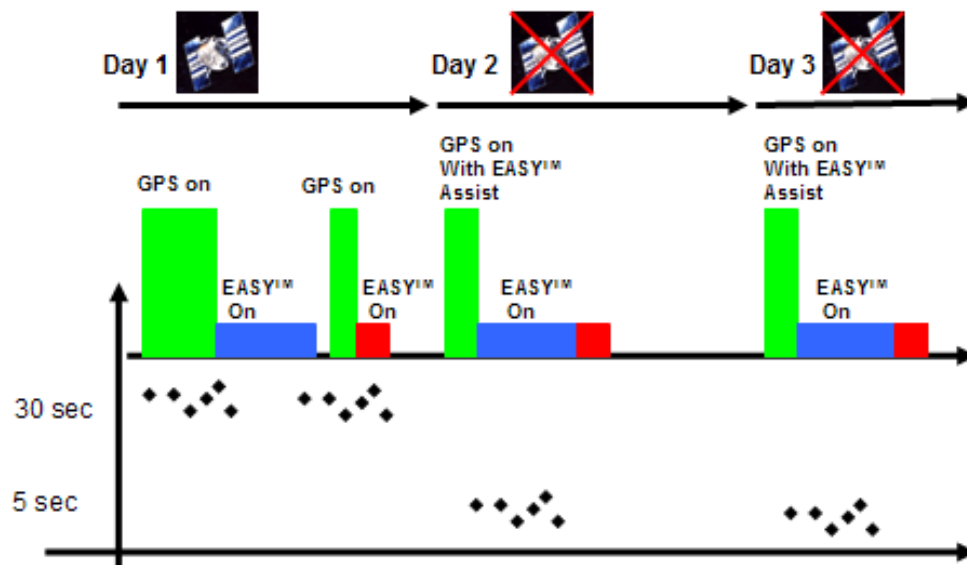 Day 1
Day 2
Day 3
GPS on
GPS on
GPS on
With EASY™
Assist
GPS on
With EASY™
Assist
EASY™
On
EASY™
On
EASY™
On
EASY™
On
30 sec
5 sec